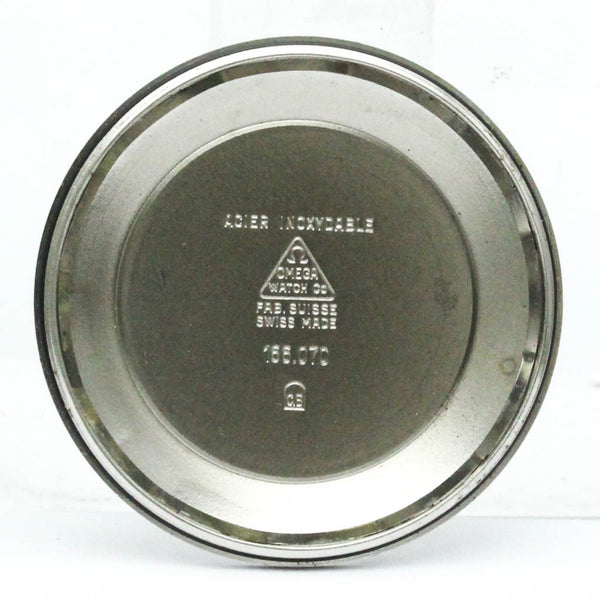 ACIER INOXYDABLE
Ω
OMEGA
WATCH CO
FAB. SUISSE
SWISS MADE
166.070
C.B